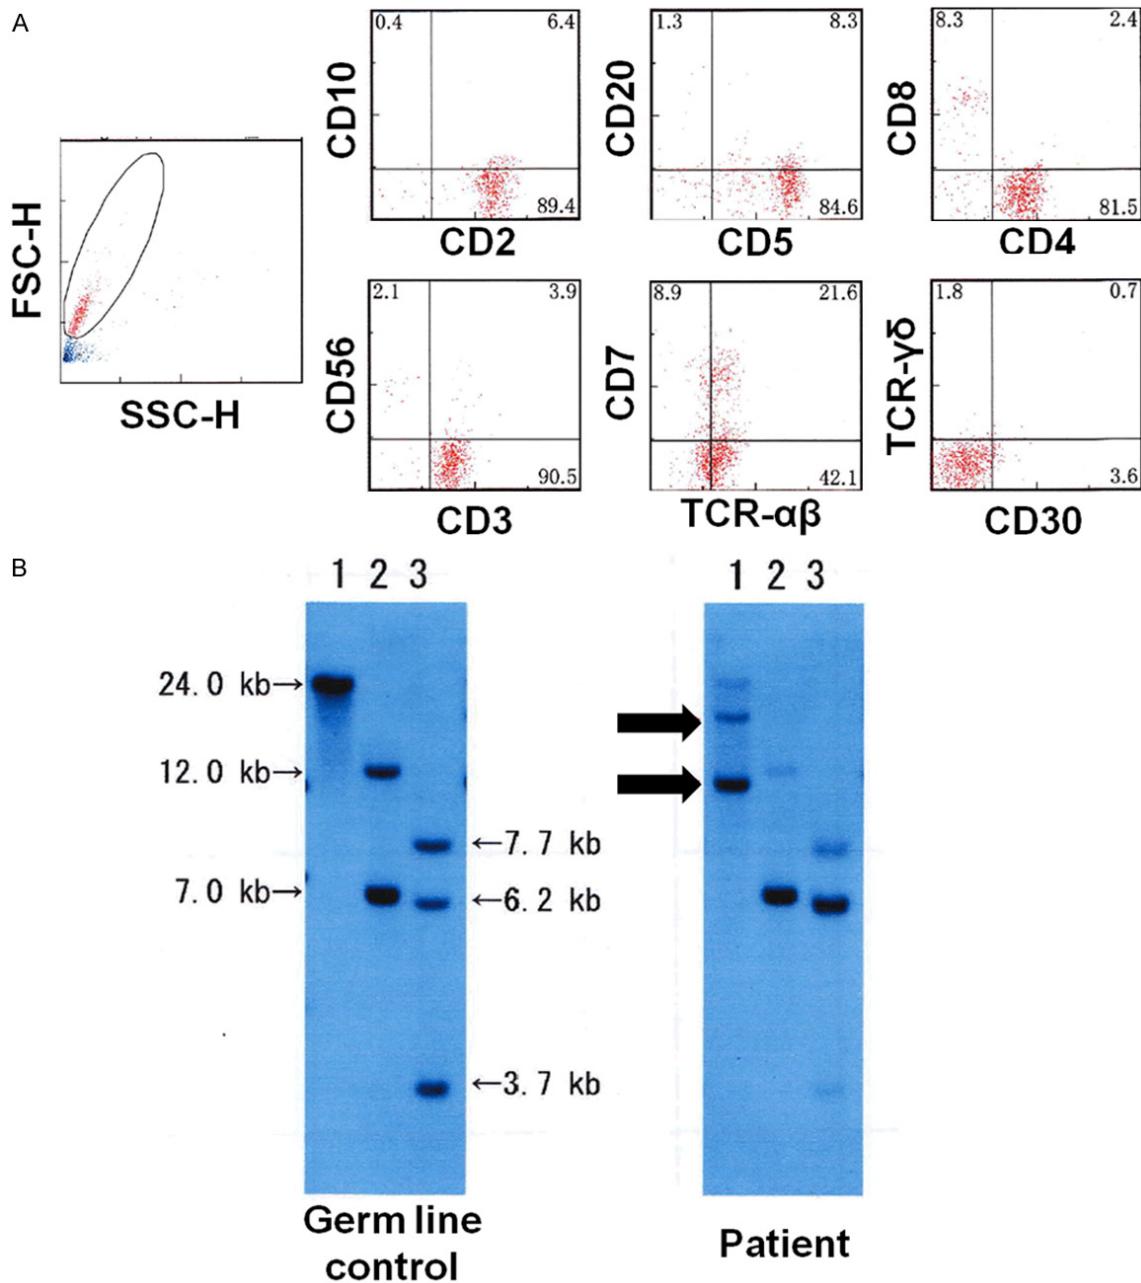 A
0.4 6.4
CD10
89.4
CD2
1.3 8.3
CD20
84.6
CD5
8.3 2.4
CD8
81.5
CD4
FSC-H
SSC-H
2.1 3.9
CD56
90.5
CD3
8.9 21.6
CD7
42.1
TCR-αβ
1.8 0.7
TCR-γδ
3.6
CD30
B
1 2 3
24.0 kb→
12.0 kb→
7.0 kb→
←7.7 kb
←6.2 kb
←3.7 kb
Germ line
control
1 2 3
Patient